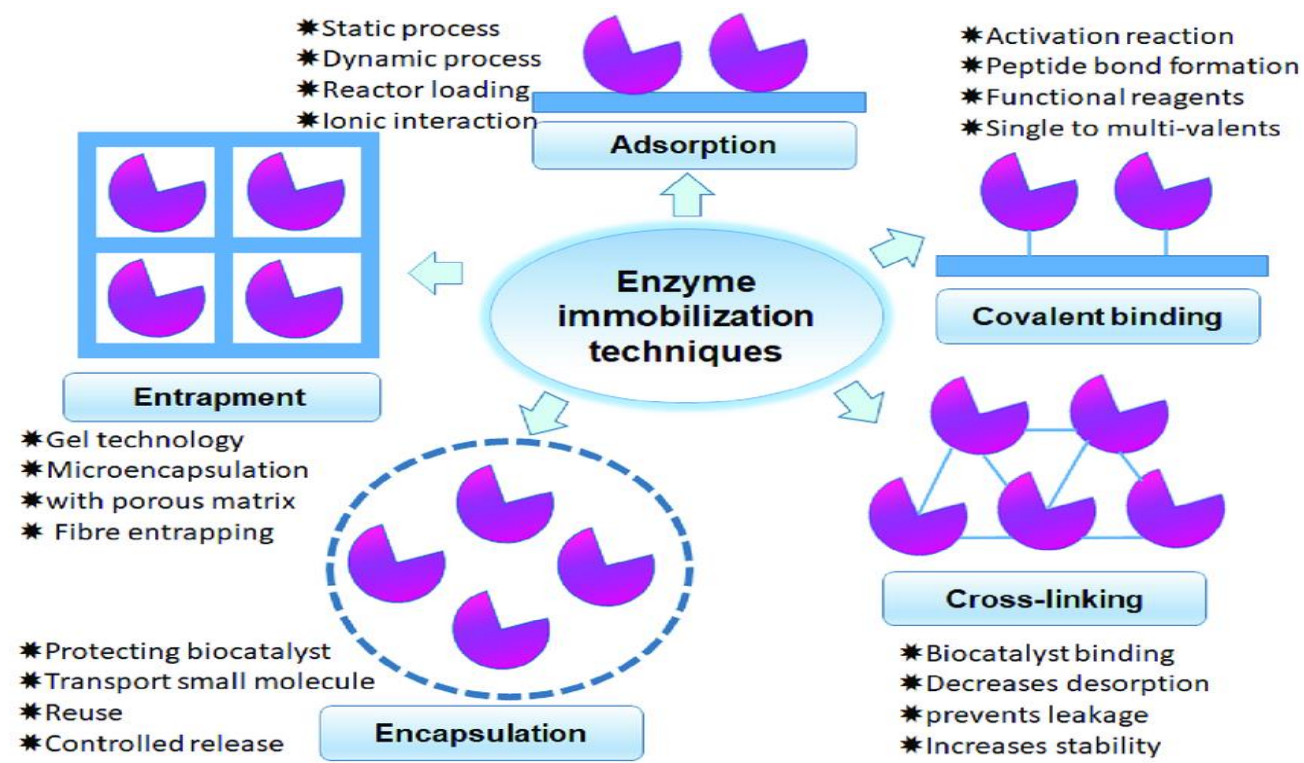 ✷Static process
✷Dynamic process
✷Reactor loading
✷Ionic interaction
Adsorption
✷Activation reaction
✷Peptide bond formation
✷Functional reagents
✷Single to multi-valents
Covalent binding
Enzyme
immobilization
techniques
Entrapment
✷Gel technology
✷Microencapsulation
✷with porous matrix
✷ Fibre entrapping
Cross-linking
✷Biocatalyst binding
✷Decreases desorption
✷prevents leakage
✷Increases stability
✷Protecting biocatalyst
✷Transport small molecule
✷Reuse
✷Controlled release
Encapsulation